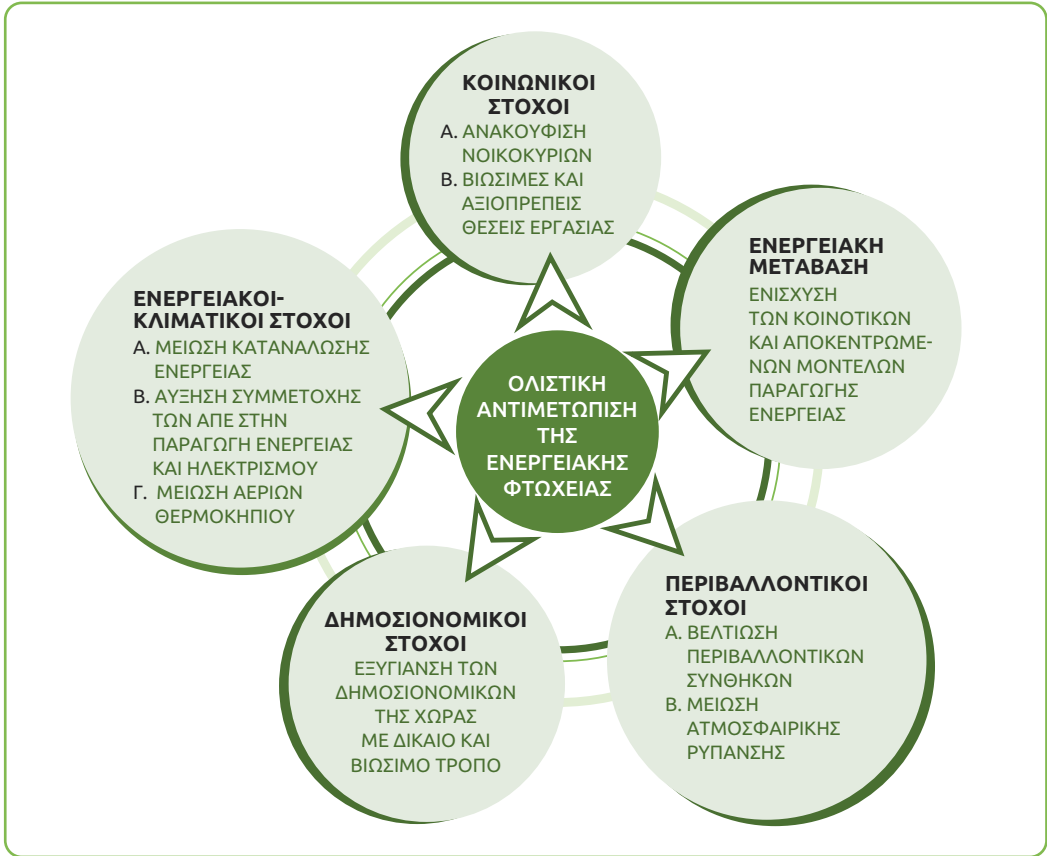 ΚΟΙΝΩΝΙΚΟΙ
ΣΤΟΧΟΙ
Α. ΑΝΑΚΟΥΦΙΣΗ
ΝΟΙΚΟΚΥΡΙΩΝ
Β. ΒΙΩΣΙΜΕΣ ΚΑΙ
ΑΞΙΟΠΡΕΠΕΙΣ
ΘΕΣΕΙΣ ΕΡΓΑΣΙΑΣ
ΕΝΕΡΓΕΙΑΚΗ
ΜΕΤΑΒΑΣΗ
ΕΝΙΣΧΥΣΗ
ΤΩΝ ΚΟΙΝΟΤΙΚΩΝ
ΚΑΙ ΑΠΟΚΕΝΤΡΩΜΕ-
ΝΩΝ ΜΟΝΤΕΛΩΝ
ΠΑΡΑΓΩΓΗΣ
ΕΝΕΡΓΕΙΑΣ
ΕΝΕΡΓΕΙΑΚΟΙ-
ΚΛΙΜΑΤΙΚΟΙ ΣΤΟΧΟΙ
Α. ΜΕΙΩΣΗ ΚΑΤΑΝΑΛΩΣΗΣ
ΕΝΕΡΓΕΙΑΣ
Β. ΑΥΞΗΣΗ ΣΥΜΜΕΤΟΧΗΣ
ΤΩΝ ΑΠΕ ΣΤΗΝ
ΠΑΡΑΓΩΓΗ ΕΝΕΡΓΕΙΑΣ
ΚΑΙ ΗΛΕΚΤΡΙΣΜΟΥ
Γ. ΜΕΙΩΣΗ ΑΕΡΙΩΝ
ΘΕΡΜΟΚΗΠΙΟΥ
ΟΛΙΣΤΙΚΗ
ΑΝΤΙΜΕΤΩΠΙΣΗ
ΤΗΣ
ΕΝΕΡΓΕΙΑΚΗΣ
ΦΤΩΧΕΙΑΣ
ΔΗΜΟΣΙΟΝΟΜΙΚΟΙ
ΣΤΟΧΟΙ
ΕΞΥΓΙΑΝΣΗ ΤΩΝ
ΔΗΜΟΣΙΟΝΟΜΙΚΩΝ
ΤΗΣ ΧΩΡΑΣ
ΜΕ ΔΙΚΑΙΟ ΚΑΙ
ΒΙΩΣΙΜΟ ΤΡΟΠΟ
ΠΕΡΙΒΑΛΛΟΝΤΙΚΟΙ
ΣΤΟΧΟΙ
Α. ΒΕΛΤΙΩΣΗ
ΠΕΡΙΒΑΛΛΟΝΤΙΚΩΝ
ΣΥΝΘΗΚΩΝ
Β. ΜΕΙΩΣΗ
ΑΤΜΟΣΦΑΙΡΙΚΗΣ
ΡΥΠΑΝΣΗΣ